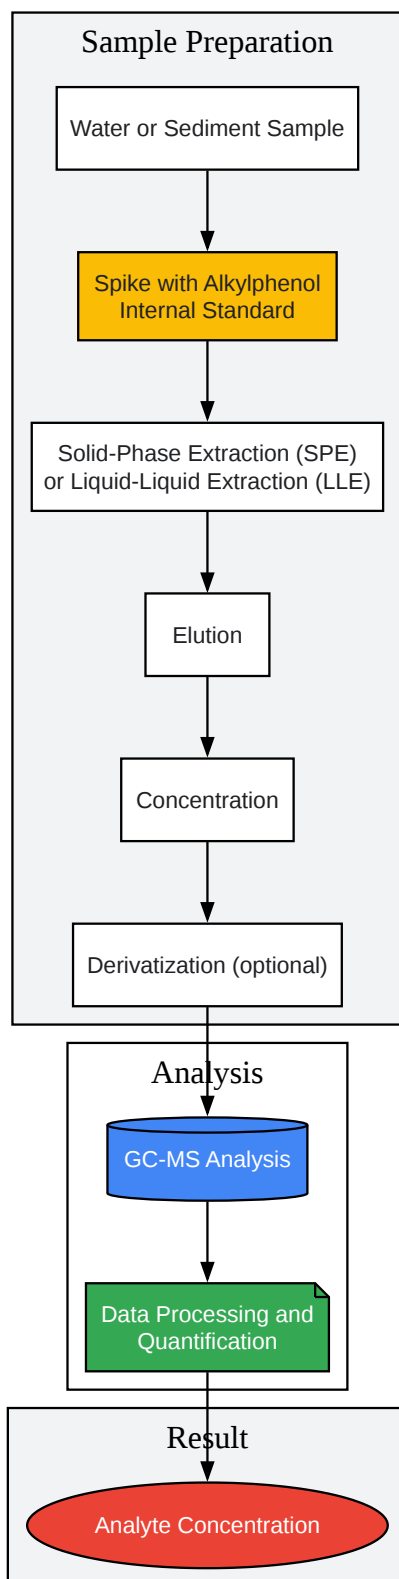 Sample Preparation
Water or Sediment Sample
Spike with Alkylphenol
Internal Standard
Solid-Phase Extraction (SPE)
or Liquid-Liquid Extraction (LLE)
Elution
Concentration
Derivatization (optional)
Analysis
GC-MS Analysis
Data Processing and
Quantification
Result
Analyte Concentration